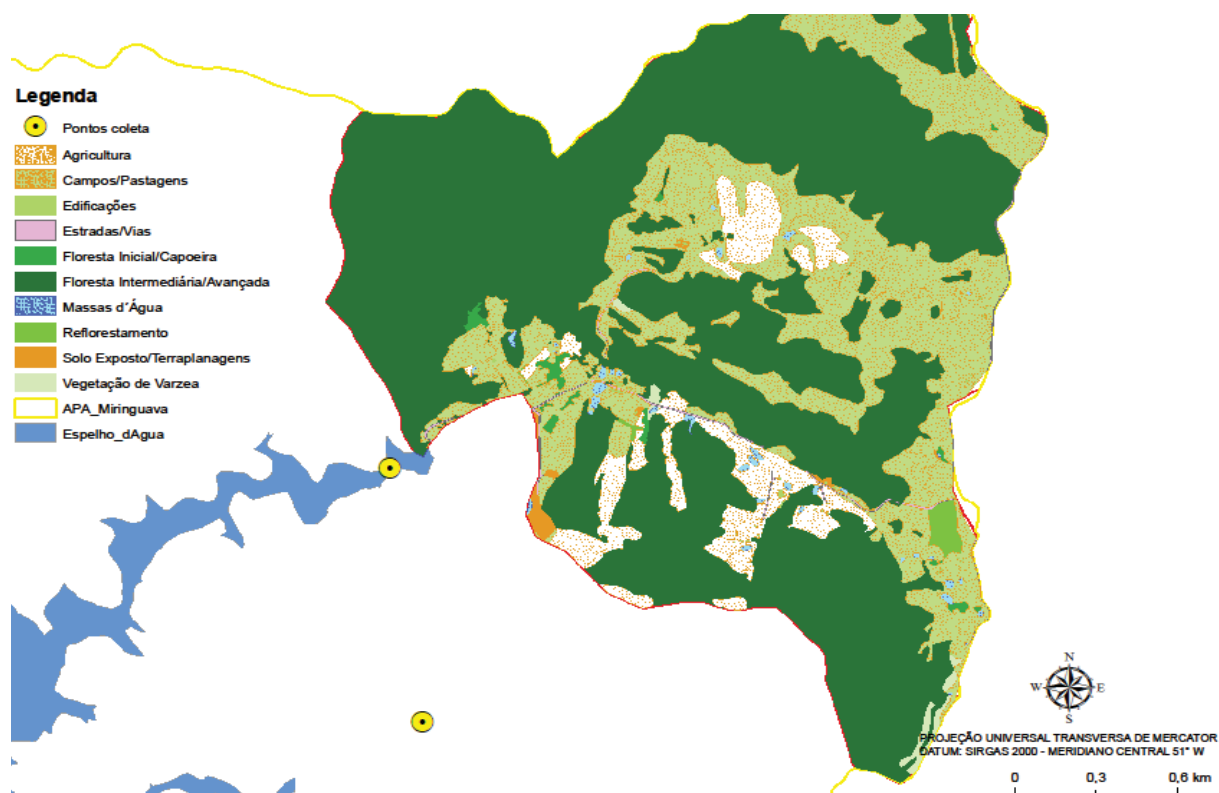 Legenda
Pontos coleta
Agricultura
Campos/Pastagens
Edificações
Estradas/Vias
Floresta Inicial/Capoeira
Floresta Intermediária/Avançada
Massas d´Água
Reflorestamento
Solo Exposto/Terraplanagens
Vegetação de Varzea
APA_Miringuava
Espelho_dAgua
N
W E
S
PROJEÇÃO UNIVERSAL TRANSVERSA DE MERCATOR
DATUM: SIRGAS 2000 - MERIDIANO CENTRAL 51° W
0 0,3 0,6 km